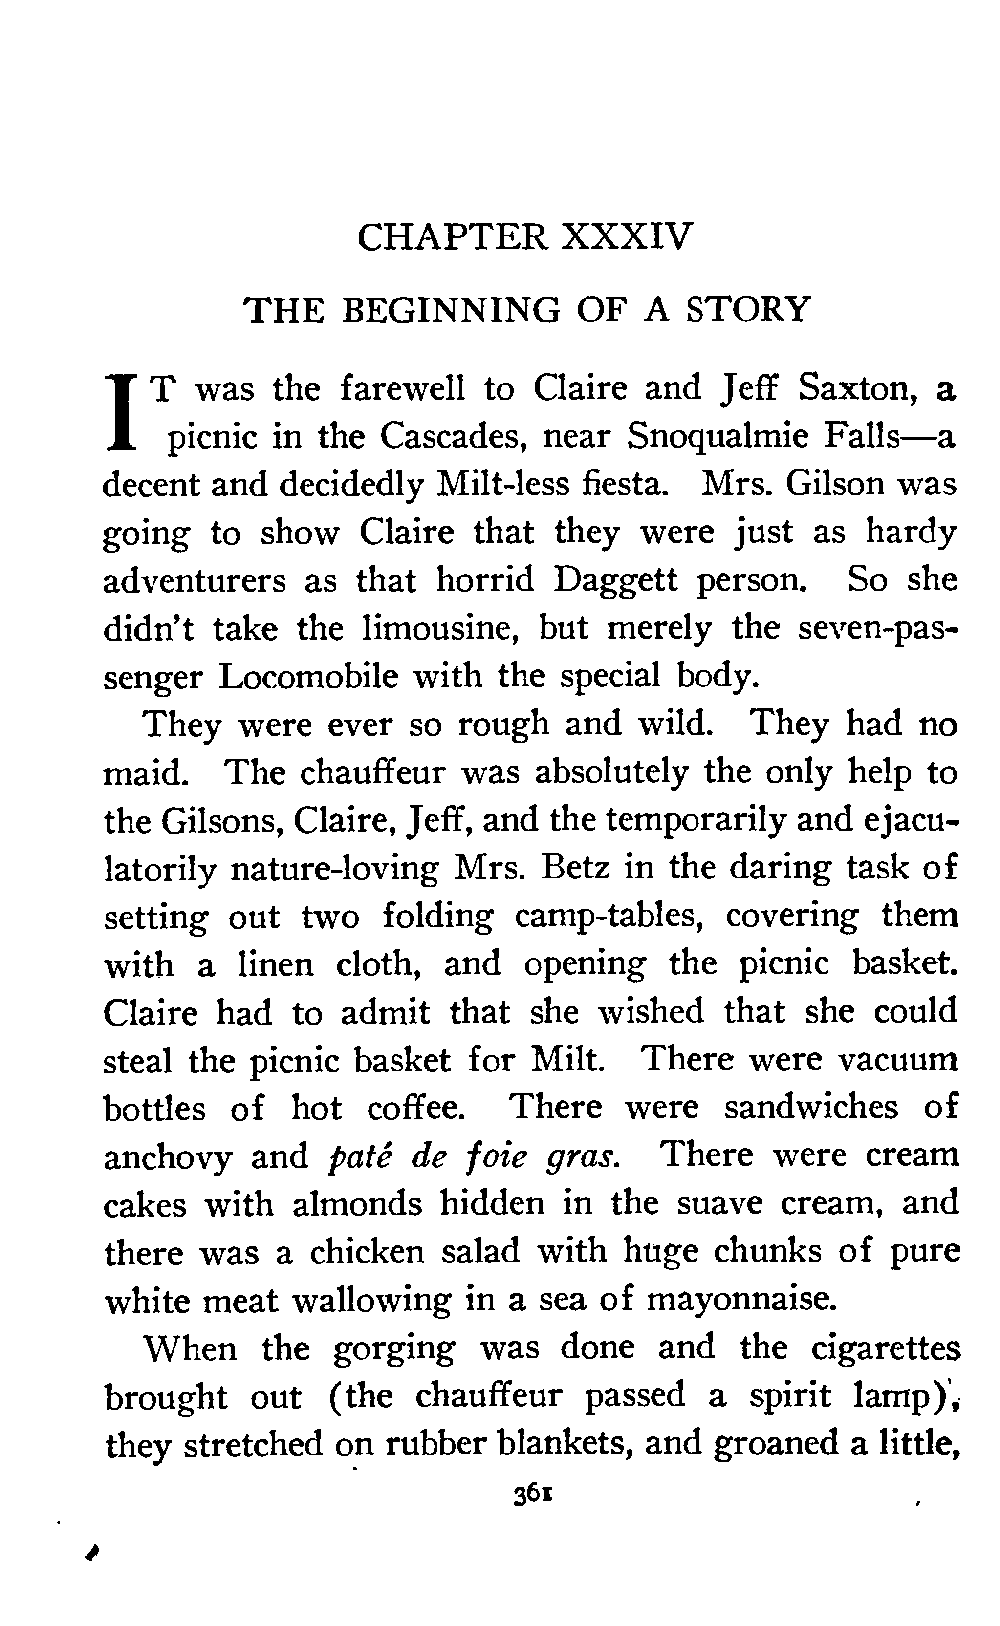 CHAPTER XXXIV
THE BEGINNING OF A STORY
IT was the farewell to Claire and Jeff Saxton, a
picnic in the Cascades, near Snoqualmie Falls—a
decent and decidedly Milt-less fiesta. Mrs. Gilson was
going to show Claire that they were just as hardy
adventurers as that horrid Daggett person. So she
didn't take the limousine, but merely the seven-pas-
senger Locomobile with the special body.
They were ever so rough and wild. They had no
maid. The chauffeur was absolutely the only help to
the Gilsons, Claire, Jeff, and the temporarily and ejacu-
latorily nature-loving Mrs. Betz in the daring task of
setting out two folding camp-tables, covering them
with a linen cloth, and opening the picnic basket.
Claire had to admit that she wished that she could
steal the picnic basket for Milt. There were vacuum
bottles of hot coffee. There were sandwiches of
anchovy and paté de foie gras. There were cream
cakes with almonds hidden in the suave cream, and
there was a chicken salad with huge chunks of pure
white meat wallowing in a sea of mayonnaise.
When the gorging was done and the cigarettes
brought out (the chauffeur passed a spirit lamp),
they stretched on rubber blankets, and groaned a little,
361